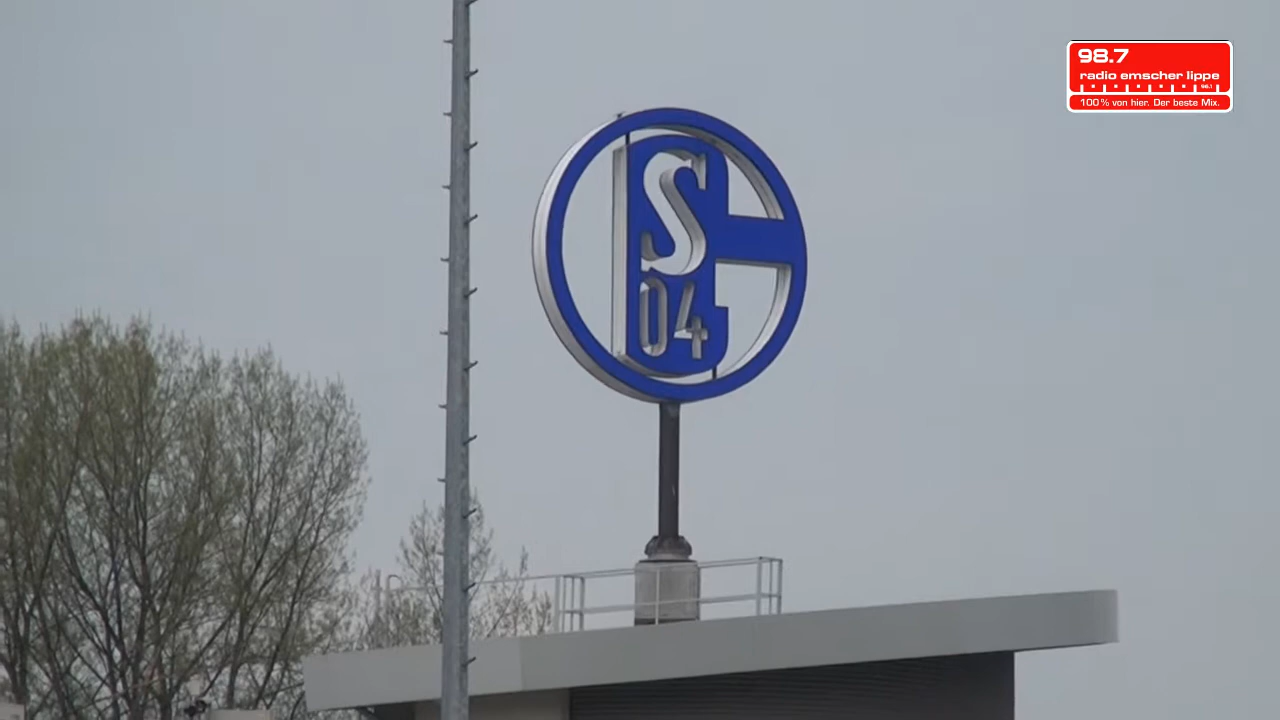 98.7
radio emscher lippe
100% von hier. Der beste Mix.
S
04